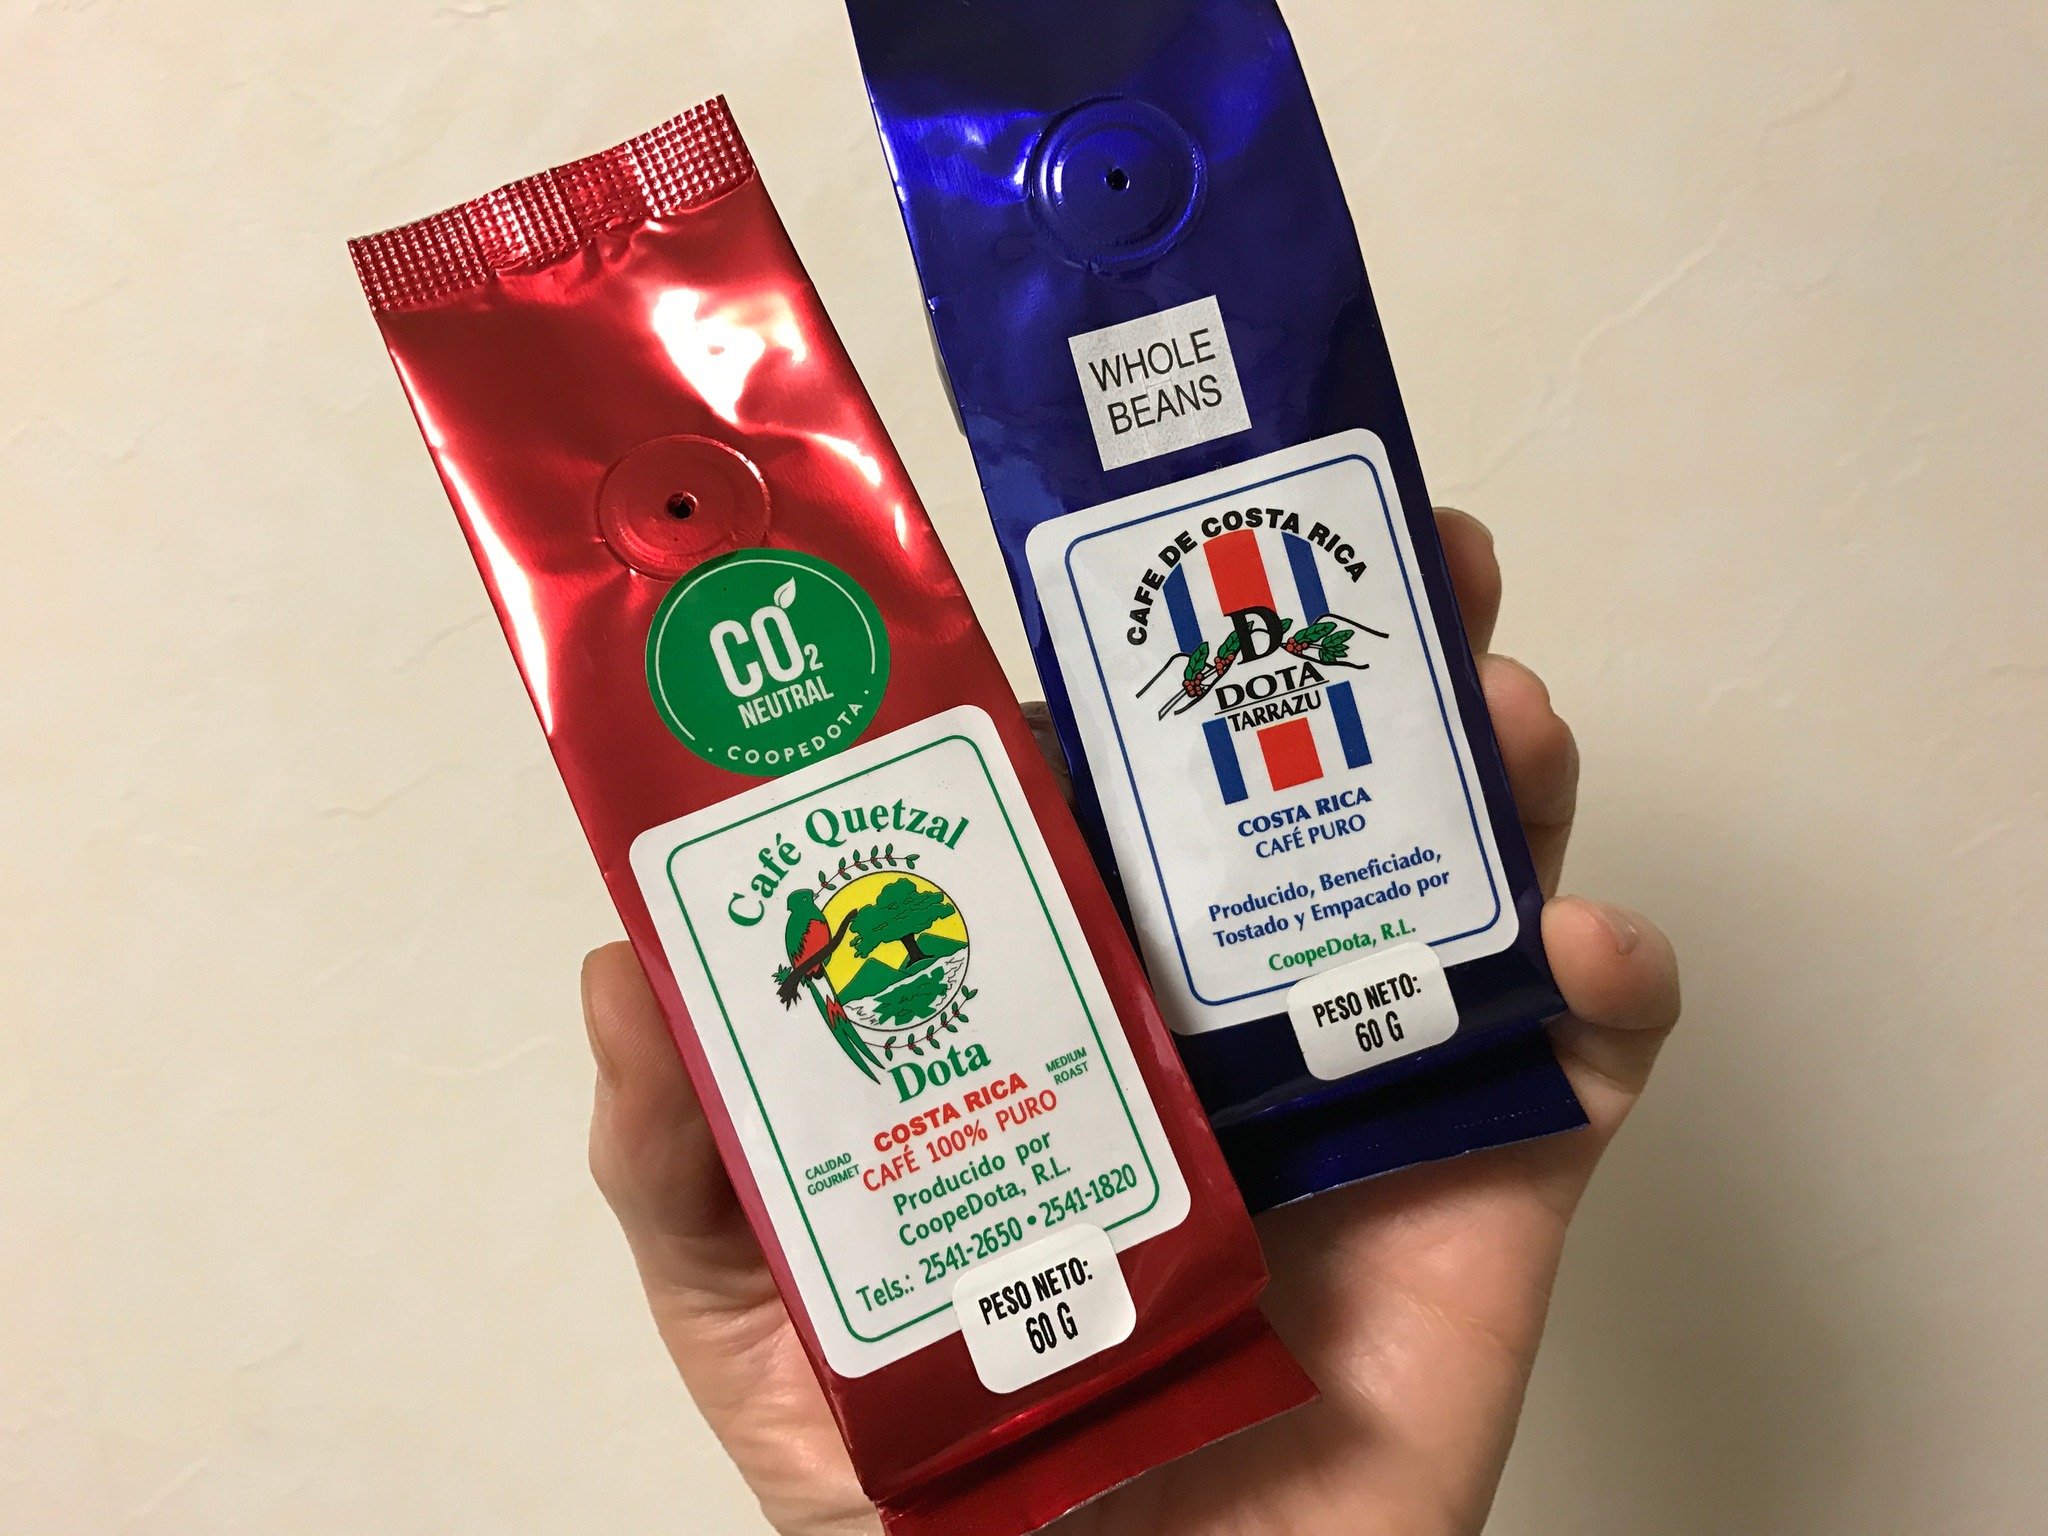 CO2
NEUTRAL
COOPEDOTA
Café Quetzal
Dota
MEDIUM
ROAST
COSTA RICA
CALIDAD
GOURMET
CAFÉ 100% PURO
Producido por
CoopeDota, R.L.
Tels.: 2541-2650 • 2541-1820
PESO NETO:
60 G
WHOLE
BEANS
CAFE DE COSTA RICA
D
DOTA
TARRAZU
COSTA RICA
CAFÉ PURO
Producido, Beneficiado,
Tostado y Empacado por
CoopeDota, R.L.
PESO NETO:
60 G